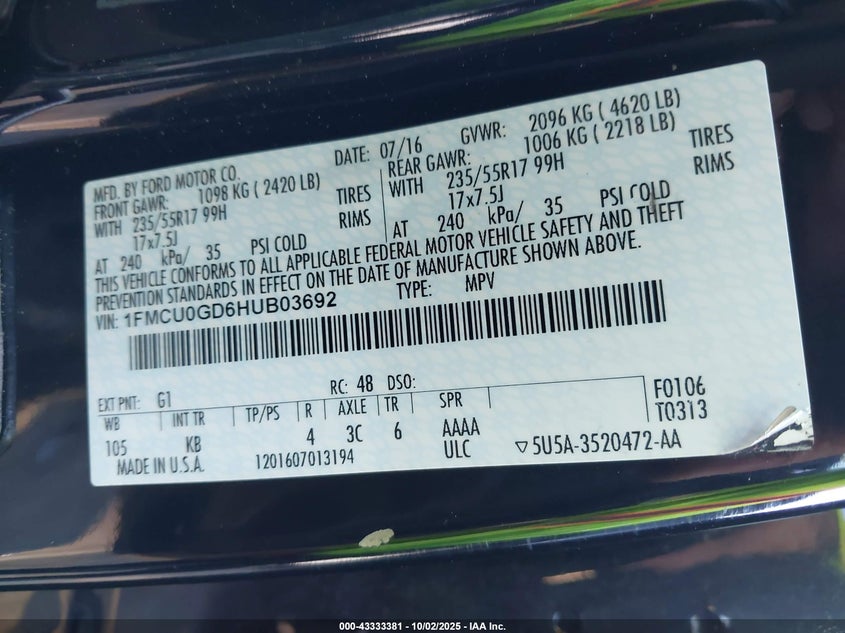 MFD. BY FORD MOTOR CO.
DATE: 07/16 GVWR: 2096 KG ( 4620 LB)
FRONT GAWR: 1098 KG ( 2420 LB)
REAR GAWR: 1006 KG ( 2218 LB)
WITH 235/55R17 99H TIRES
WITH 235/55R17 99H TIRES
17x7.5J RIMS
17x7.5J RIMS
AT 240 kPa/ 35 PSI COLD
AT 240 kPa/ 35 PSI COLD
THIS VEHICLE CONFORMS TO ALL APPLICABLE FEDERAL MOTOR VEHICLE SAFETY AND THEFT
PREVENTION STANDARDS IN EFFECT ON THE DATE OF MANUFACTURE SHOWN ABOVE.
VIN: 1FMCU0GD6HUB03692 TYPE: MPV
EXT PNT: G1 RC: 48 DSO:
WB INT TR TP/PS R AXLE TR SPR
105 KB 4 3C 6 AAAA
ULC
F0106
T0313
MADE IN U.S.A. 1201607013194
▽5U5A-3520472-AA
000-43333381 - 10/02/2025 - IAA Inc.